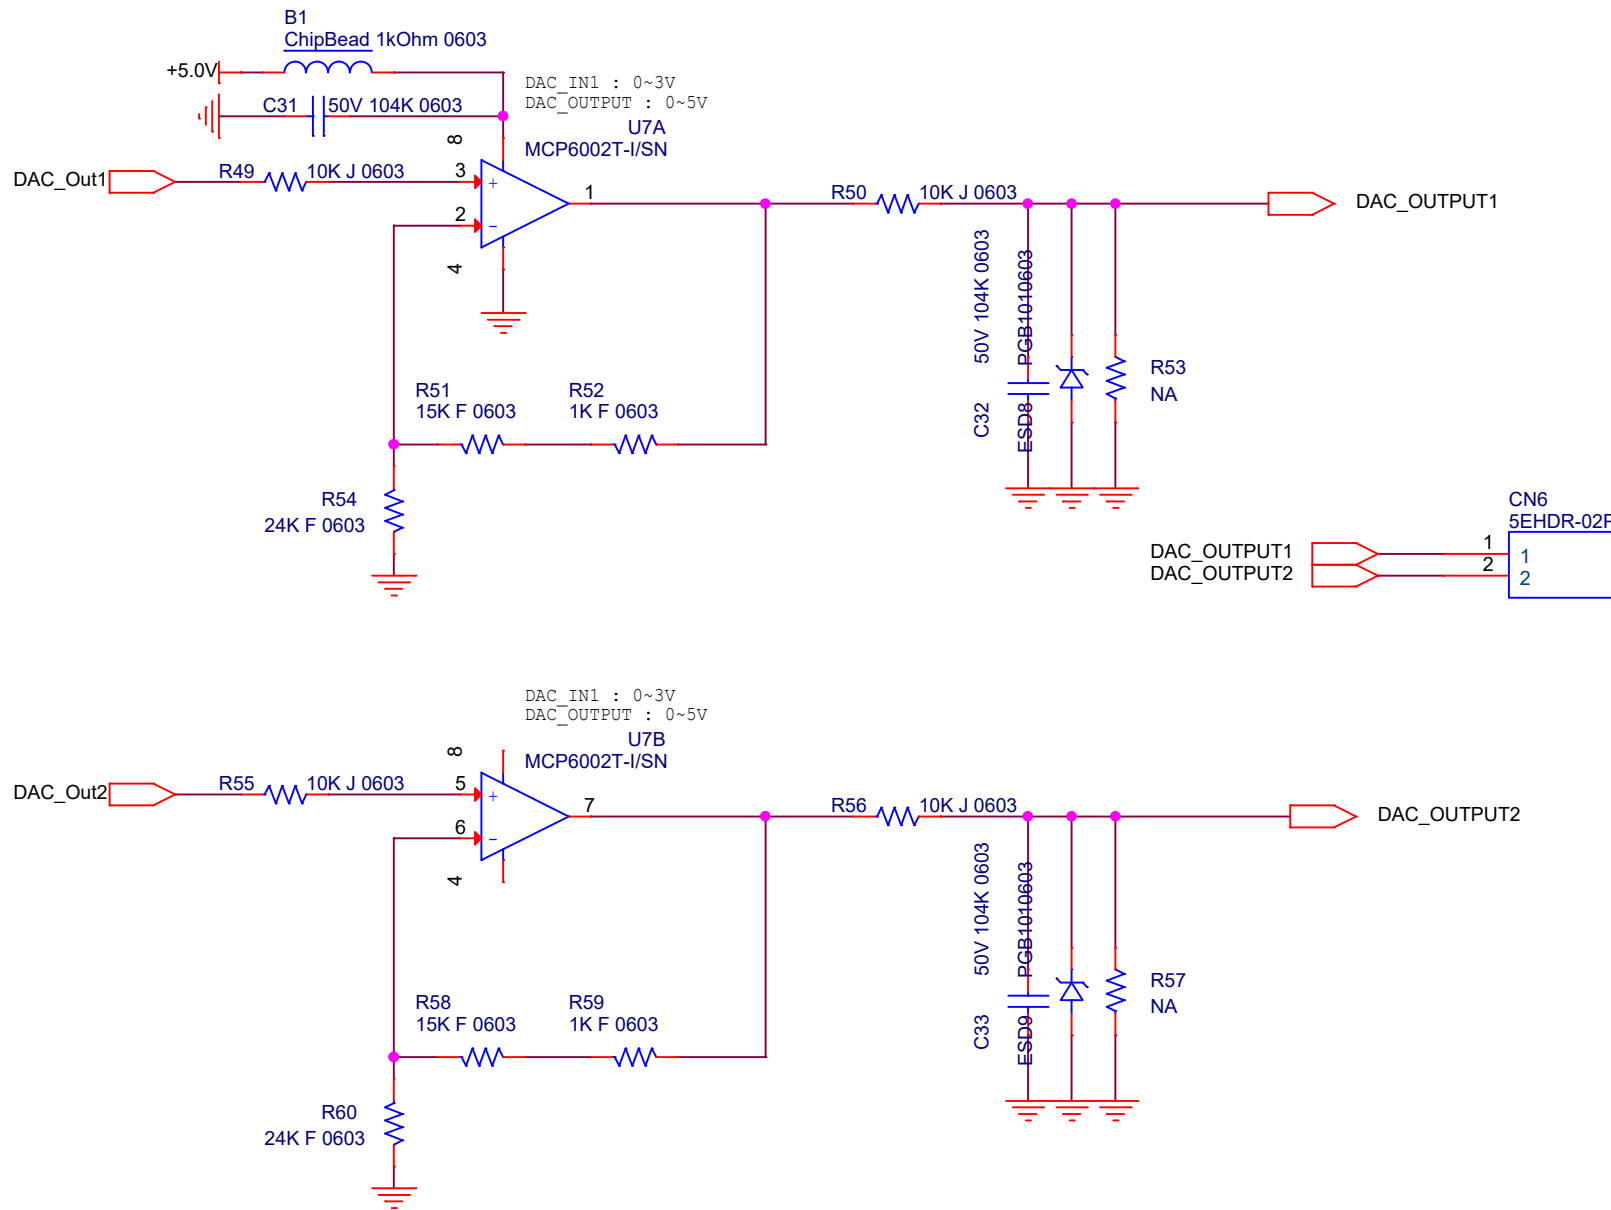 B1
ChipBead 1kOhm 0603
+5.0V
DAC_IN1 : 0~3V
DAC_OUTPUT : 0~5V
C31 50V 104K 0603
U7A
MCP6002T-I/SN
8
DAC_Out1
R49 10K J 0603
3
+
1
2
-
4
R50 10K J 0603
DAC_OUTPUT1
50V 104K 0603
PGB1010603
C32
ESD8
R53
NA
R51
15K F 0603
R52
1K F 0603
R54
24K F 0603
CN6
5EHDR-02P
DAC_OUTPUT1
1
1
DAC_OUTPUT2
2
2
DAC_IN1 : 0~3V
DAC_OUTPUT : 0~5V
U7B
MCP6002T-I/SN
8
DAC_Out2
R55 10K J 0603
5
+
7
6
-
4
R56 10K J 0603
DAC_OUTPUT2
50V 104K 0603
PGB1010603
C33
ESD9
R57
NA
R58
15K F 0603
R59
1K F 0603
R60
24K F 0603